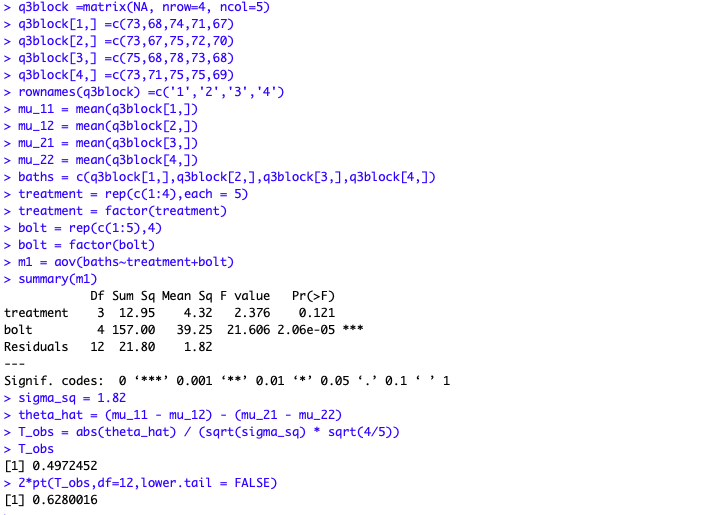 > q3block =matrix(NA, nrow=4, ncol=5)
> q3block[1,] =c(73,68,74,71,67)
> q3block[2,] =c(73,67,75,72,70)
> q3block[3,] =c(75,68,78,73,68)
> q3block[4,] =c(73,71,75,75,69)
> rownames(q3block) =c('1','2','3','4')
> mu_11 = mean(q3block[1,])
> mu_12 = mean(q3block[2,])
> mu_21 = mean(q3block[3,])
> mu_22 = mean(q3block[4,])
> baths = c(q3block[1,],q3block[2,],q3block[3,],q3block[4,])
> treatment = rep(c(1:4),each = 5)
> treatment = factor(treatment)
> bolt = rep(c(1:5),4)
> bolt = factor(bolt)
> m1 = aov(baths~treatment+bolt)
> summary(m1)
            Df Sum Sq Mean Sq F value   Pr(>F)
treatment    3  12.95    4.32   2.376    0.121
bolt         4 157.00   39.25  21.606 2.06e-05 ***
Residuals   12  21.80    1.82
---
Signif. codes:  0 ‘***’ 0.001 ‘**’ 0.01 ‘*’ 0.05 ‘.’ 0.1 ‘ ’ 1
> sigma_sq = 1.82
> theta_hat = (mu_11 - mu_12) - (mu_21 - mu_22)
> T_obs = abs(theta_hat) / (sqrt(sigma_sq) * sqrt(4/5))
> T_obs
[1] 0.4972452
> 2*pt(T_obs,df=12,lower.tail = FALSE)
[1] 0.6280016